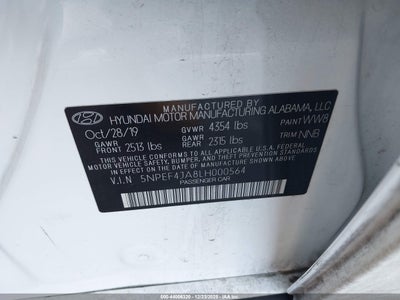 MANUFACTURED BY
HYUNDAI MOTOR MANUFACTURING ALABAMA, LLC
Oct/28/19 GVWR 4354 lbs PAINT WW8
GAWR FRONT 2513 lbs GAWR REAR 2315 lbs TRIM NNB
THIS VEHICLE CONFORMS TO ALL APPLICABLE U.S.A. FEDERAL MOTOR VEHICLE SAFETY, BUMPER, AND THEFT PREVENTION STANDARDS IN EFFECT ON THE DATE OF MANUFACTURE SHOWN ABOVE.
V.I.N 5NPEF4JA8LH000564
PASSENGER CAR